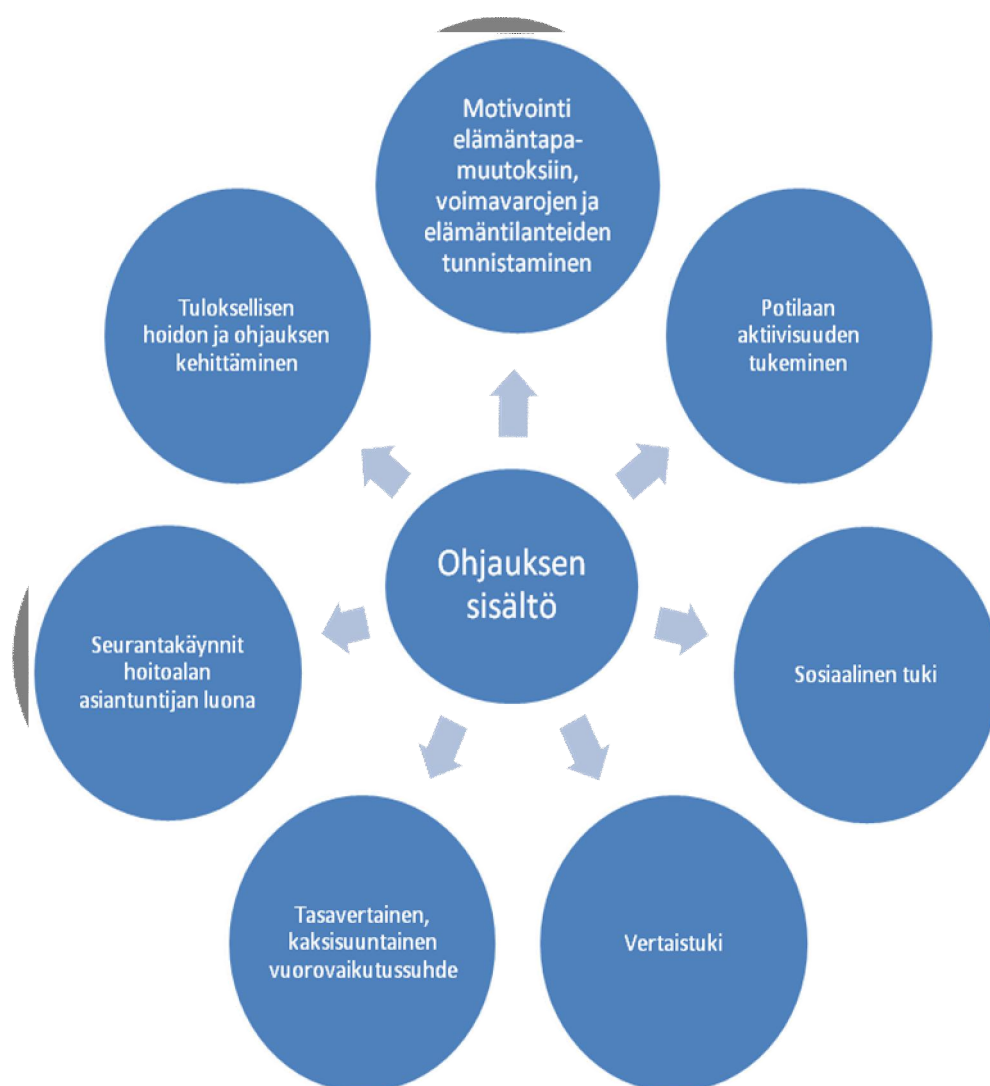 Motivointi
elämäntapa-
muutoksiin,
voimavarojen ja
elämäntilanteiden
tunnistaminen
Potilaan
aktiivisuuden
tukeminen
Sosiaalinen tuki
Vertaistuki
Tasavertainen,
kaksisuuntainen
vuorovaikutussuhde
Seurantakäynnit
hoitoalan
asiantuntijan luona
Tuloksellisen
hoidon ja ohjauksen
kehittäminen
Ohjauksen
sisältö